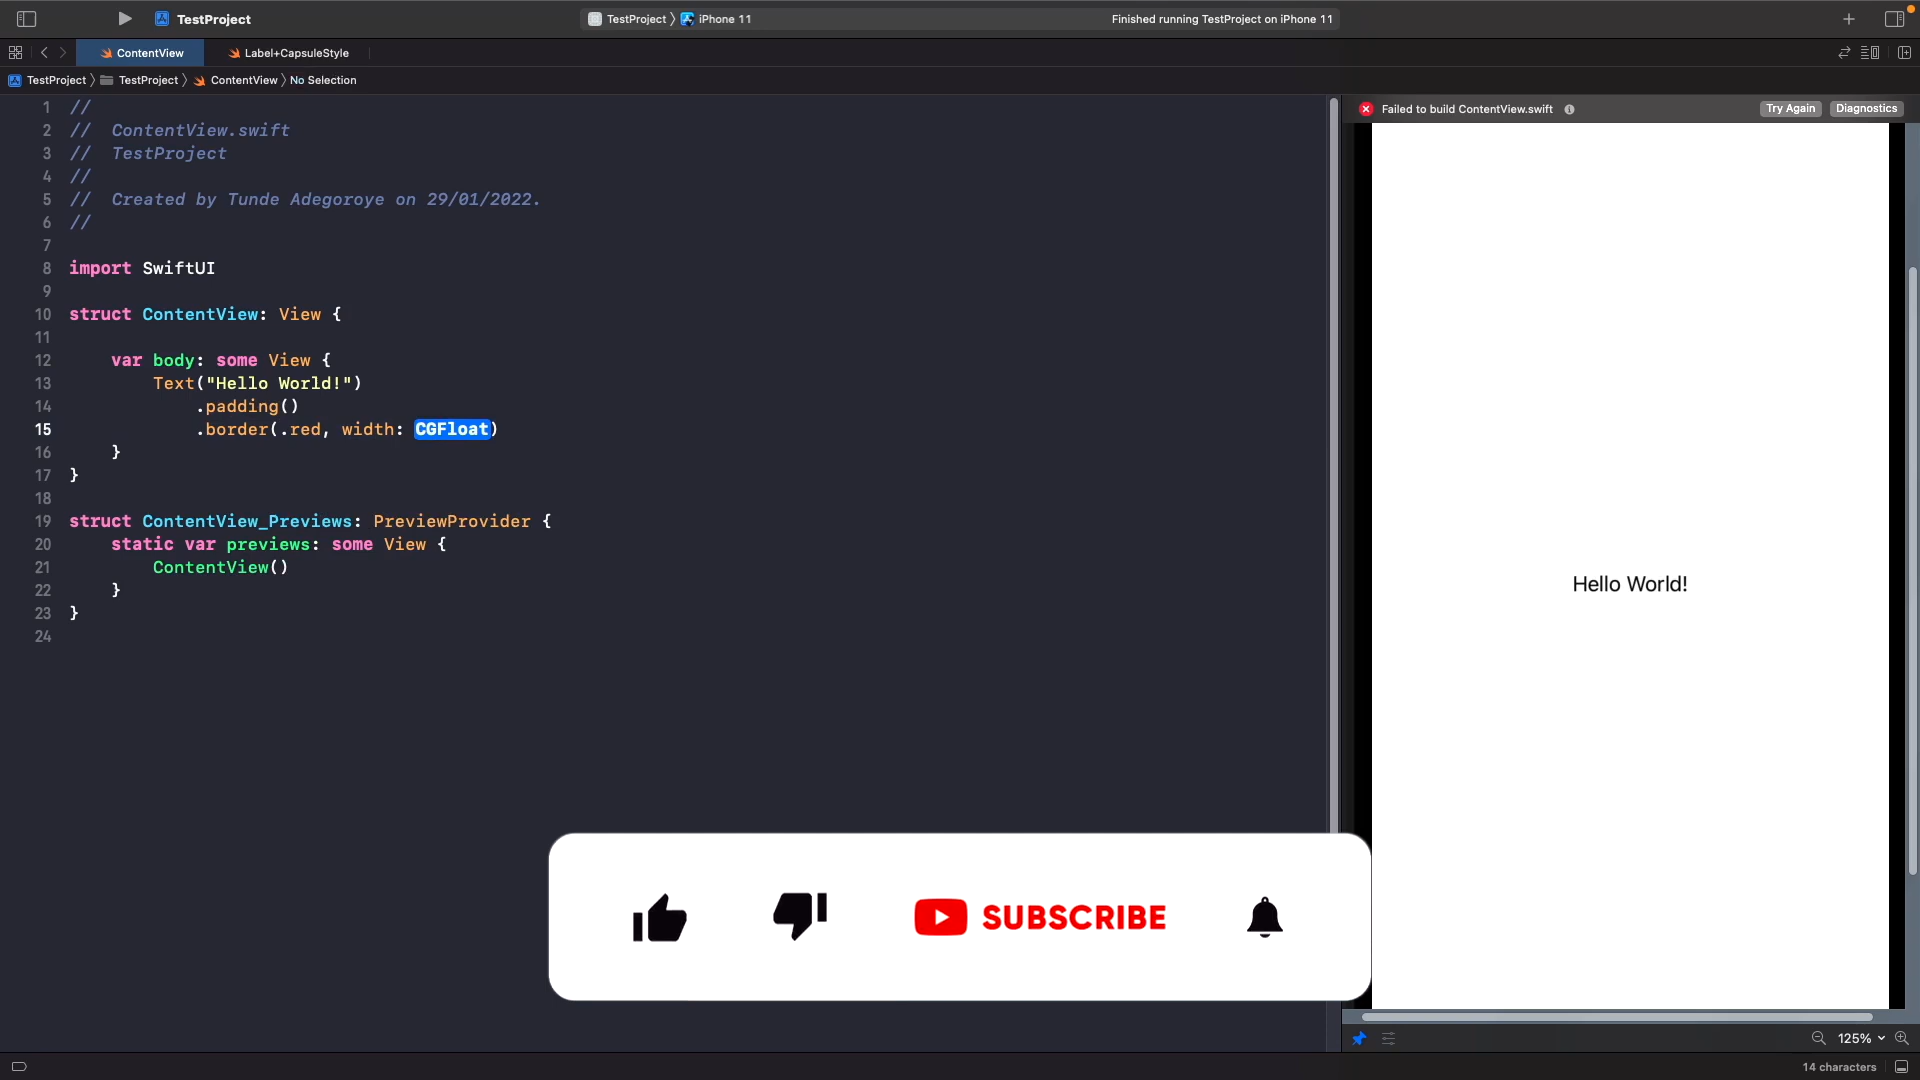 TestProject
TestProject 〉 iPhone 11
Finished running TestProject on iPhone 11
ContentView
Label+CapsuleStyle
TestProject 〉 TestProject 〉 ContentView 〉 No Selection
1 //
2 //  ContentView.swift
3 //  TestProject
4 //
5 //  Created by Tunde Adegoroye on 29/01/2022.
6 //
7
8 import SwiftUI
9
10 struct ContentView: View {
11
12     var body: some View {
13         Text("Hello World!")
14             .padding()
15             .border(.red, width: CGFloat)
16     }
17 }
18
19 struct ContentView_Previews: PreviewProvider {
20     static var previews: some View {
21         ContentView()
22     }
23 }
24
Failed to build ContentView.swift
Try Again
Diagnostics
Hello World!
SUBSCRIBE
125%
14 characters